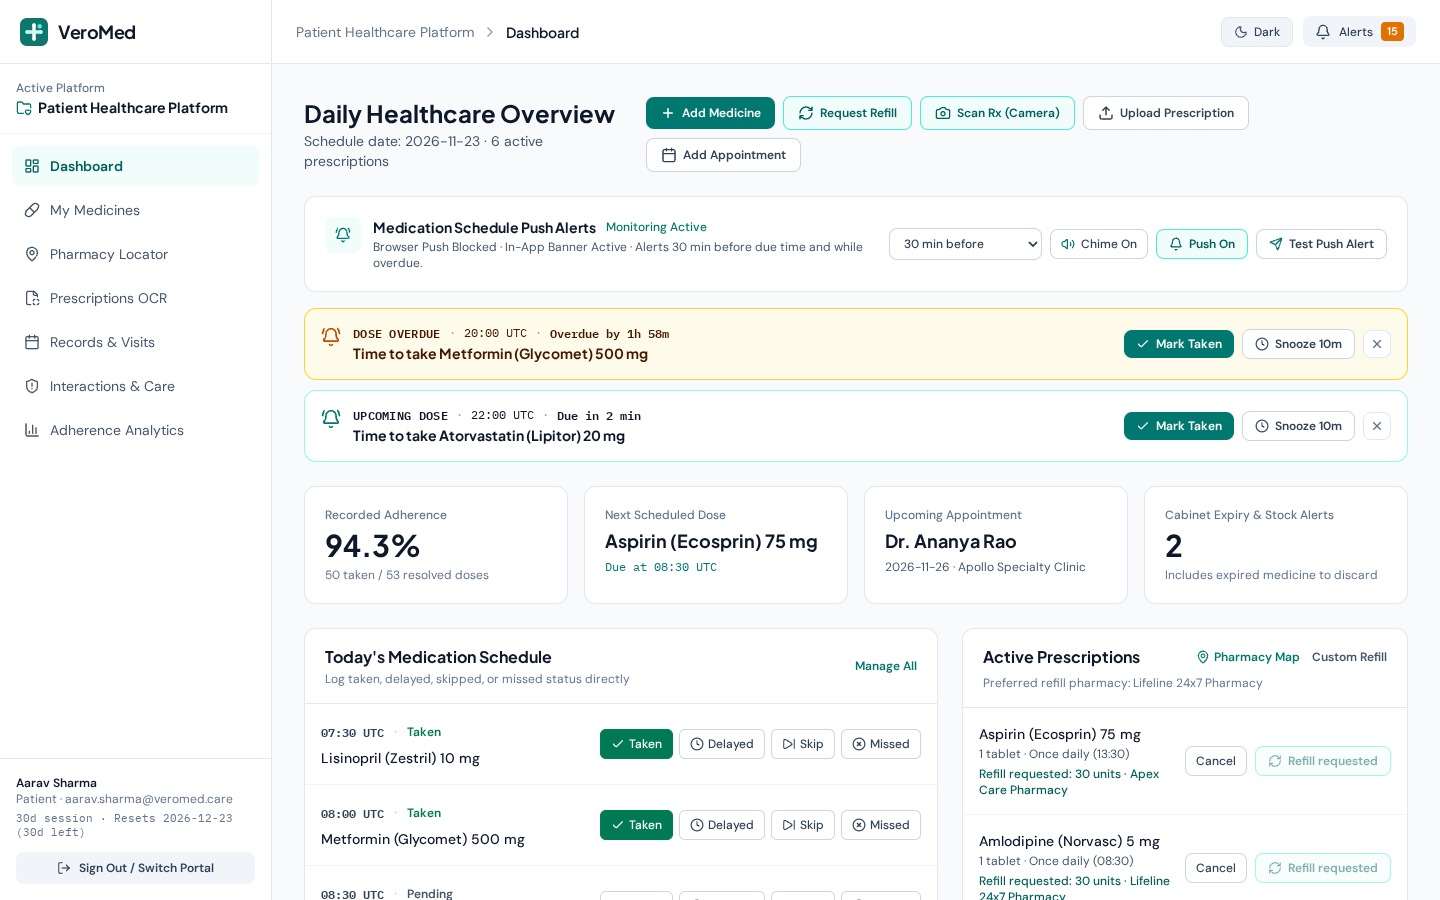 VeroMed
Active Platform
Patient Healthcare Platform
Dashboard
My Medicines
Pharmacy Locator
Prescriptions OCR
Records & Visits
Interactions & Care
Adherence Analytics
Aarav Sharma
Patient · aarav.sharma@veromed.care
30d session · Resets 2026-12-23
(30d left)
Sign Out / Switch Portal
Patient Healthcare Platform > Dashboard
Dark
Alerts 15
Daily Healthcare Overview
Schedule date: 2026-11-23 · 6 active
prescriptions
Add Medicine
Request Refill
Scan Rx (Camera)
Upload Prescription
Add Appointment
Medication Schedule Push Alerts Monitoring Active
Browser Push Blocked · In-App Banner Active · Alerts 30 min before due time and while
overdue.
30 min before
Chime On
Push On
Test Push Alert
DOSE OVERDUE · 20:00 UTC · Overdue by 1h 58m
Time to take Metformin (Glycomet) 500 mg
Mark Taken
Snooze 10m
UPCOMING DOSE · 22:00 UTC · Due in 2 min
Time to take Atorvastatin (Lipitor) 20 mg
Mark Taken
Snooze 10m
Recorded Adherence
94.3%
50 taken / 53 resolved doses
Next Scheduled Dose
Aspirin (Ecosprin) 75 mg
Due at 08:30 UTC
Upcoming Appointment
Dr. Ananya Rao
2026-11-26 · Apollo Specialty Clinic
Cabinet Expiry & Stock Alerts
2
Includes expired medicine to discard
Today's Medication Schedule
Log taken, delayed, skipped, or missed status directly
Manage All
07:30 UTC · Taken
Lisinopril (Zestril) 10 mg
Taken
Delayed
Skip
Missed
08:00 UTC · Taken
Metformin (Glycomet) 500 mg
Taken
Delayed
Skip
Missed
08:30 UTC · Pending
Active Prescriptions
Pharmacy Map
Custom Refill
Preferred refill pharmacy: Lifeline 24x7 Pharmacy
Aspirin (Ecosprin) 75 mg
1 tablet · Once daily (13:30)
Refill requested: 30 units · Apex
Care Pharmacy
Cancel
Refill requested
Amlodipine (Norvasc) 5 mg
1 tablet · Once daily (08:30)
Refill requested: 30 units · Lifeline
24x7 Pharmacy
Cancel
Refill requested